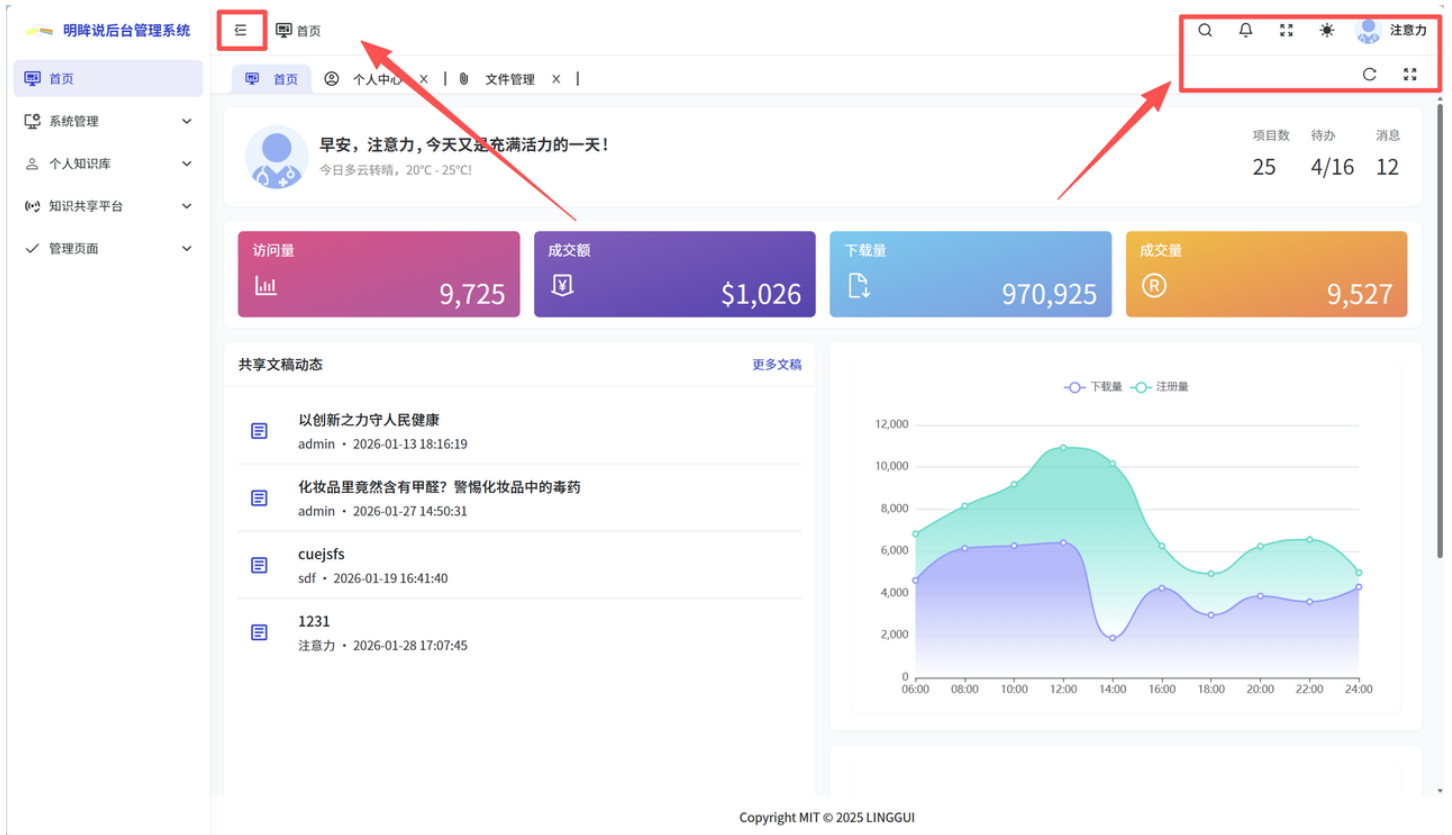 明眸说后台管理系统
首页
注意力
首页
系统管理
个人知识库
知识共享平台
管理页面
首页 个人中心 × | 文件管理 × |
早安，注意力, 今天又是充满活力的一天！
今日多云转晴，20℃ - 25℃!
项目数 待办 消息
25 4/16 12
访问量
9,725
成交额
¥
$1,026
下载量
970,925
成交量
R
9,527
共享文稿动态
更多文稿
以创新之力守人民健康
admin · 2026-01-13 18:16:19
化妆品里竟然含有甲醛？警惕化妆品中的毒药
admin · 2026-01-27 14:50:31
cuejsfs
sdf · 2026-01-19 16:41:40
1231
注意力 · 2026-01-28 17:07:45
下载量 注册量
12,000
10,000
8,000
6,000
4,000
2,000
0
06:00 08:00 10:00 12:00 14:00 16:00 18:00 20:00 22:00 24:00
Copyright MIT © 2025 LINGGUI